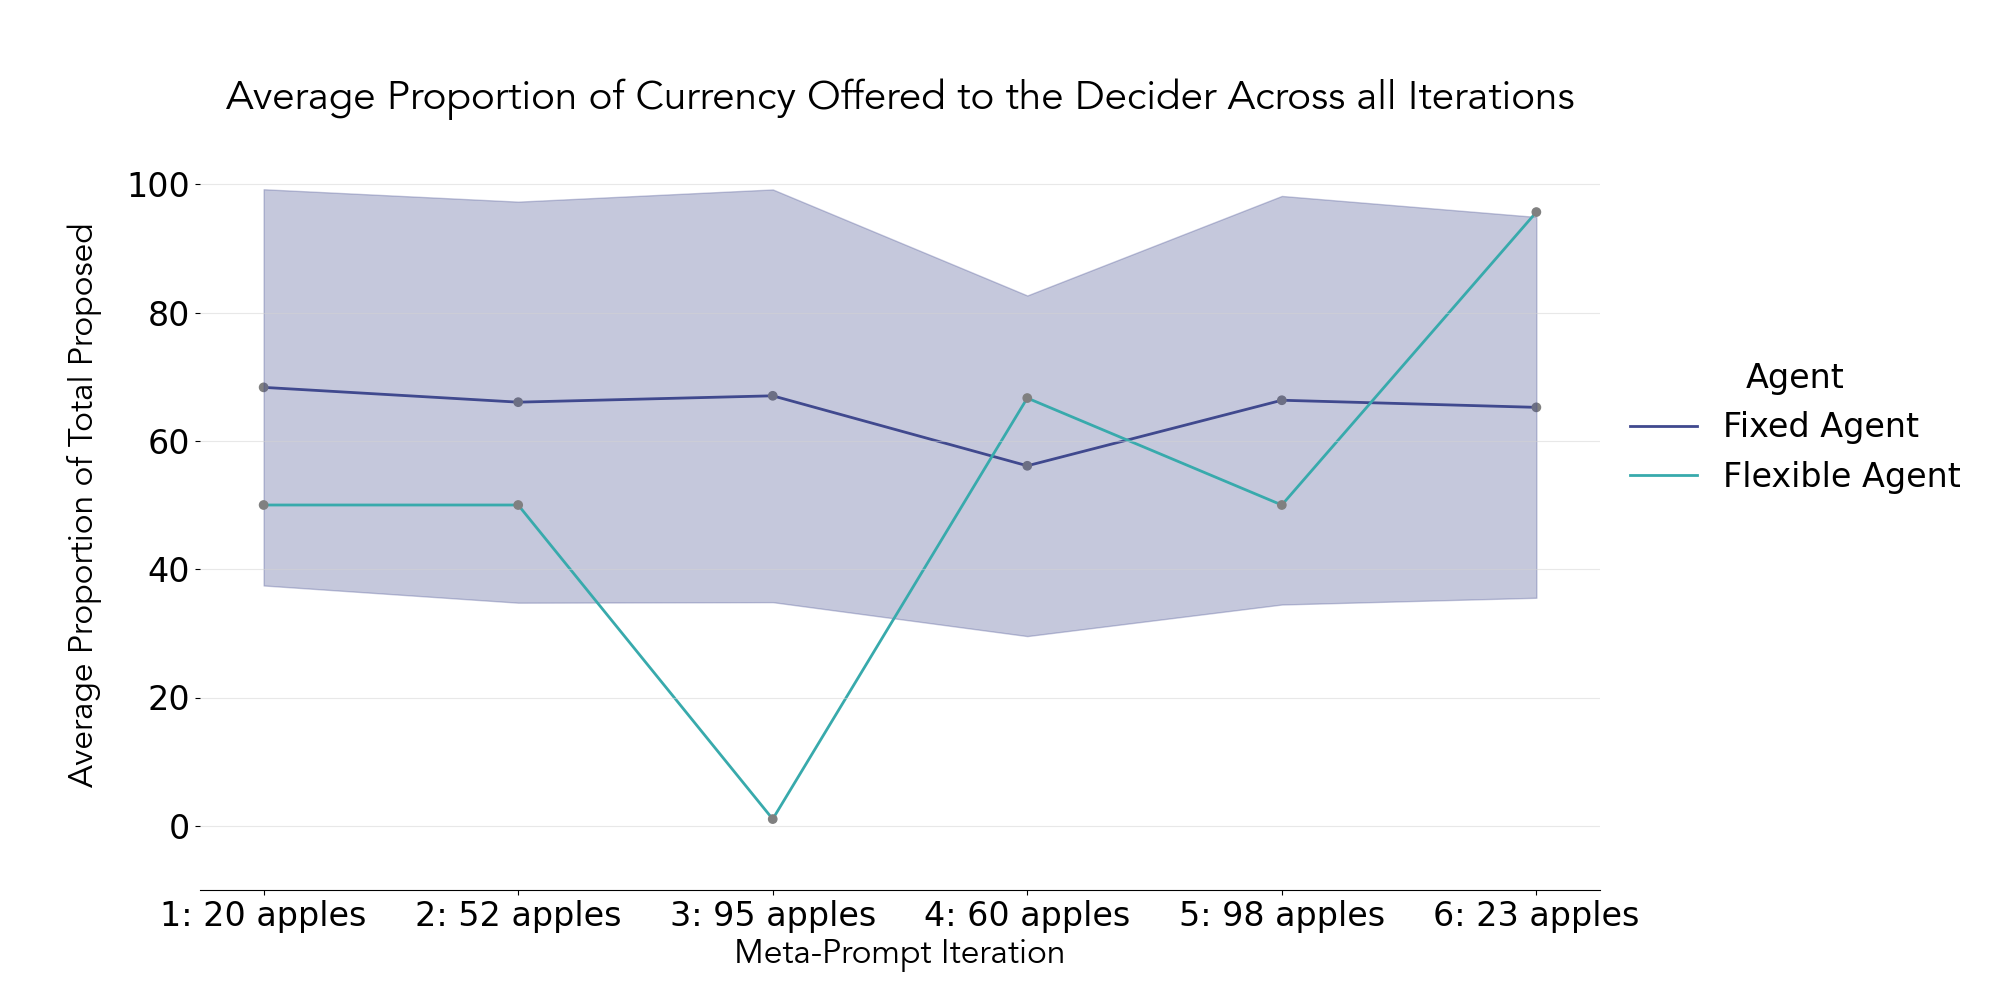 Average Proportion of Currency Offered to the Decider Across all Iterations
Average Proportion of Total Proposed
100
80
60
40
20
0
Agent
Fixed Agent
Flexible Agent
1: 20 apples
2: 52 apples
3: 95 apples
4: 60 apples
5: 98 apples
6: 23 apples
Meta-Prompt Iteration